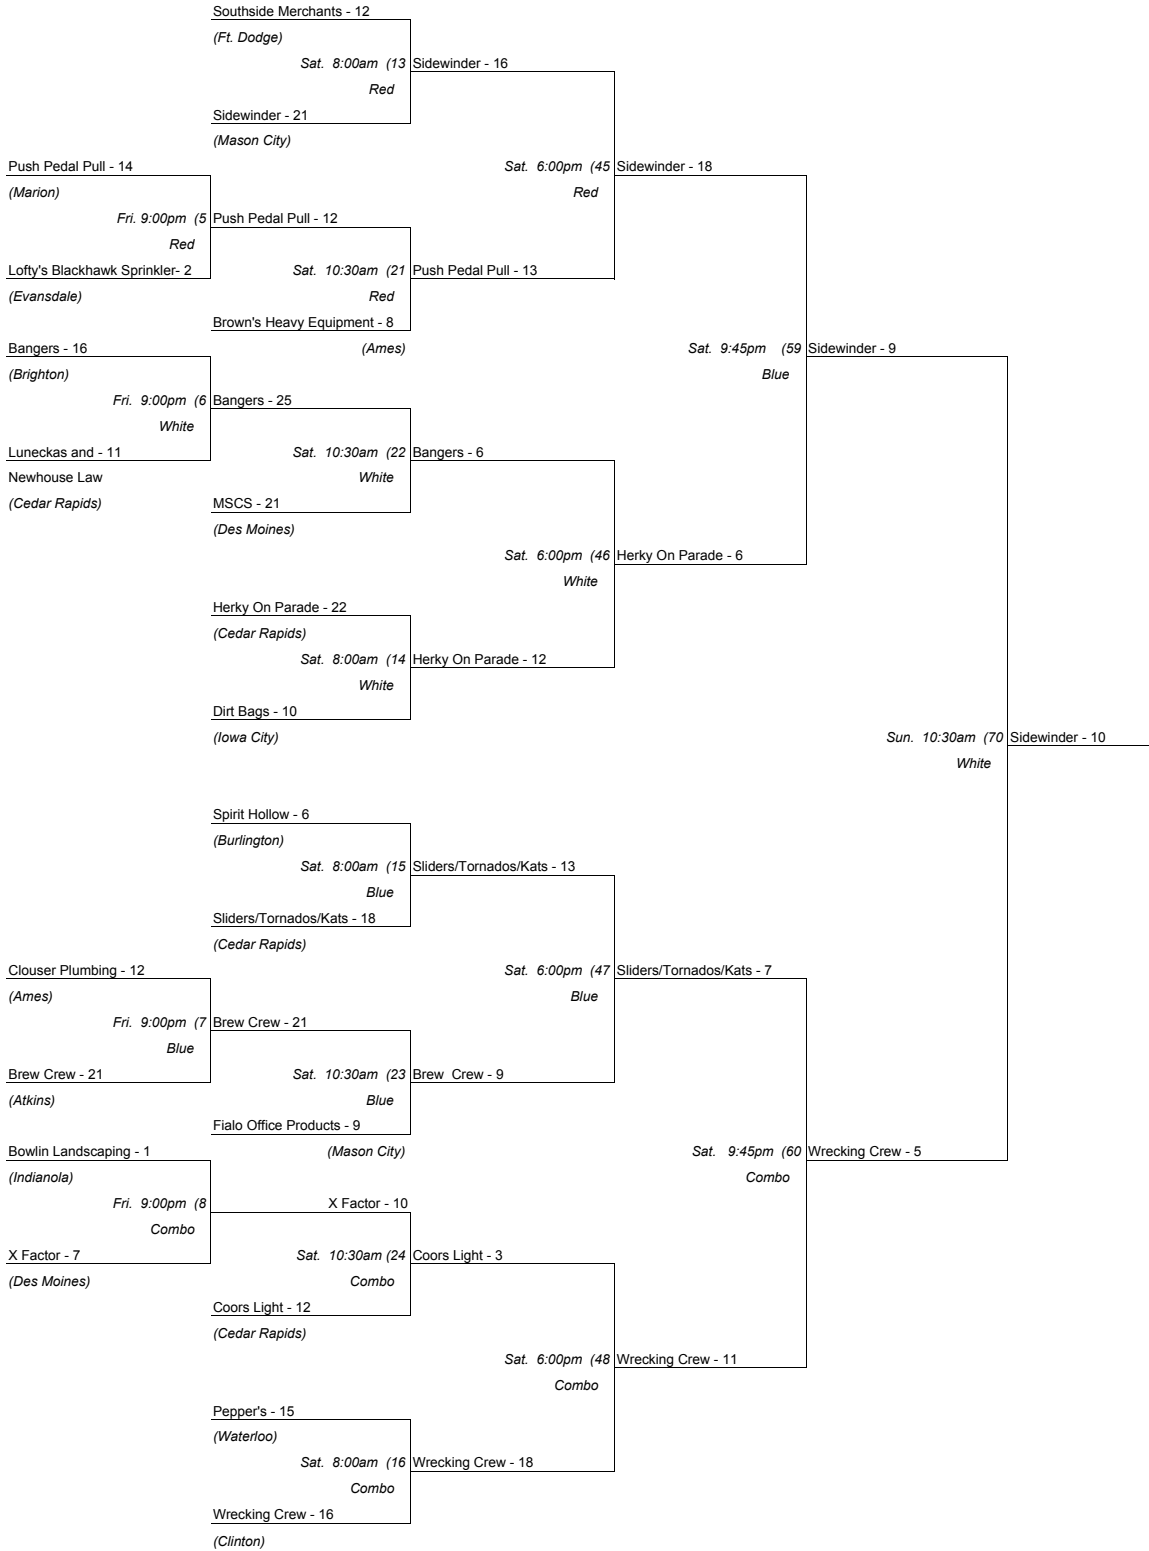 Southside Merchants - 12
(Ft. Dodge)
Sat. 8:00am (13 Sidewinder - 16
Red
Sidewinder - 21
(Mason City)
Push Pedal Pull - 14
Sat. 6:00pm (45 Sidewinder - 18
(Marion)
Red
Fri. 9:00pm (5 Push Pedal Pull - 12
Red
Lofty's Blackhawk Sprinkler- 2
Sat. 10:30am (21 Push Pedal Pull - 13
(Evansdale)
Red
Brown's Heavy Equipment - 8
Bangers - 16
(Ames)
Sat. 9:45pm (59 Sidewinder - 9
(Brighton)
Blue
Fri. 9:00pm (6 Bangers - 25
White
Luneckas and - 11
Sat. 10:30am (22 Bangers - 6
Newhouse Law
White
(Cedar Rapids)
MSCS - 21
(Des Moines)
Sat. 6:00pm (46 Herky On Parade - 6
White
Herky On Parade - 22
(Cedar Rapids)
Sat. 8:00am (14 Herky On Parade - 12
White
Dirt Bags - 10
(Iowa City)
Sun. 10:30am (70 Sidewinder - 10
White
Spirit Hollow - 6
(Burlington)
Sat. 8:00am (15 Sliders/Tornados/Kats - 13
Blue
Sliders/Tornados/Kats - 18
(Cedar Rapids)
Clouser Plumbing - 12
Sat. 6:00pm (47 Sliders/Tornados/Kats - 7
(Ames)
Blue
Fri. 9:00pm (7 Brew Crew - 21
Blue
Brew Crew - 21
Sat. 10:30am (23 Brew Crew - 9
(Atkins)
Blue
Fialo Office Products - 9
Bowlin Landscaping - 1
(Mason City)
Sat. 9:45pm (60 Wrecking Crew - 5
(Indianola)
Combo
Fri. 9:00pm (8 X Factor - 10
Combo
X Factor - 7
Sat. 10:30am (24 Coors Light - 3
(Des Moines)
Combo
Coors Light - 12
(Cedar Rapids)
Sat. 6:00pm (48 Wrecking Crew - 11
Combo
Pepper's - 15
(Waterloo)
Sat. 8:00am (16 Wrecking Crew - 18
Combo
Wrecking Crew - 16
(Clinton)